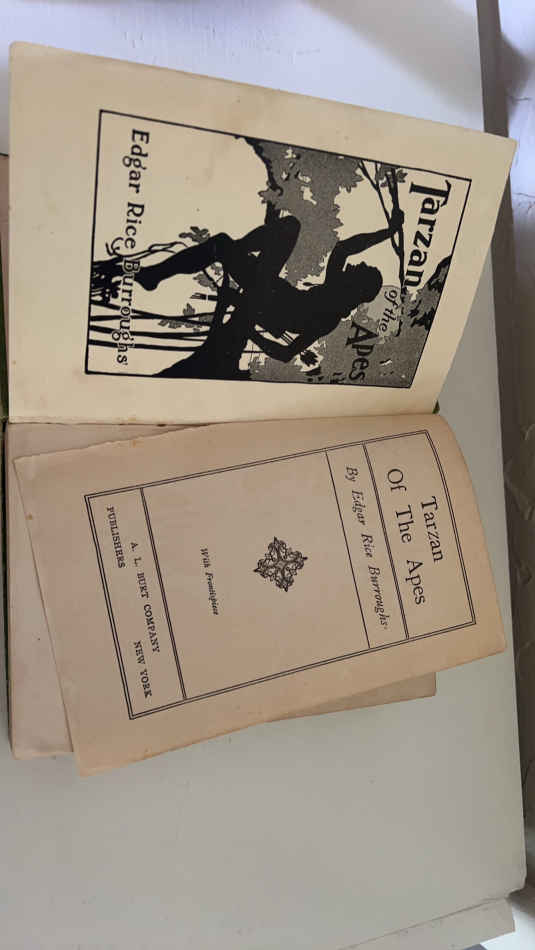 Tarzan
of the
Apes
Edgar Rice Burroughs
Tarzan
Of The Apes
By Edgar Rice Burroughs.
With Frontispiece
A. L. BURT COMPANY
PUBLISHERS NEW YORK